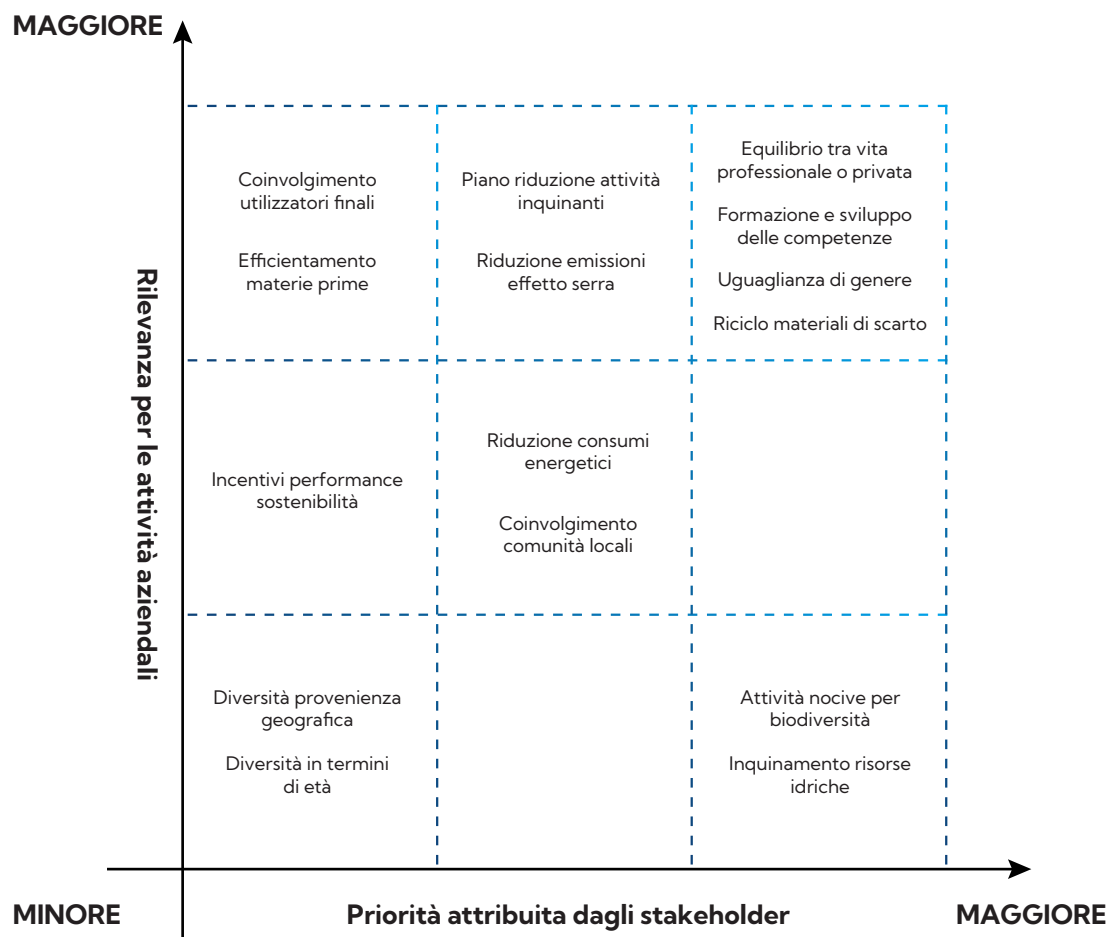 MAGGIORE
Rilevanza per le attività aziendali
Coinvolgimento
utilizzatori finali
Efficientamento
materie prime
Piano riduzione attività
inquinanti
Riduzione emissioni
effetto serra
Equilibrio tra vita
professionale o privata
Formazione e sviluppo
delle competenze
Uguaglianza di genere
Riciclo materiali di scarto
Incentivi performance
sostenibilità
Riduzione consumi
energetici
Coinvolgimento
comunità locali
Diversità provenienza
geografica
Diversità in termini
di età
Attività nocive per
biodiversità
Inquinamento risorse
idriche
MINORE
Priorità attribuita dagli stakeholder
MAGGIORE